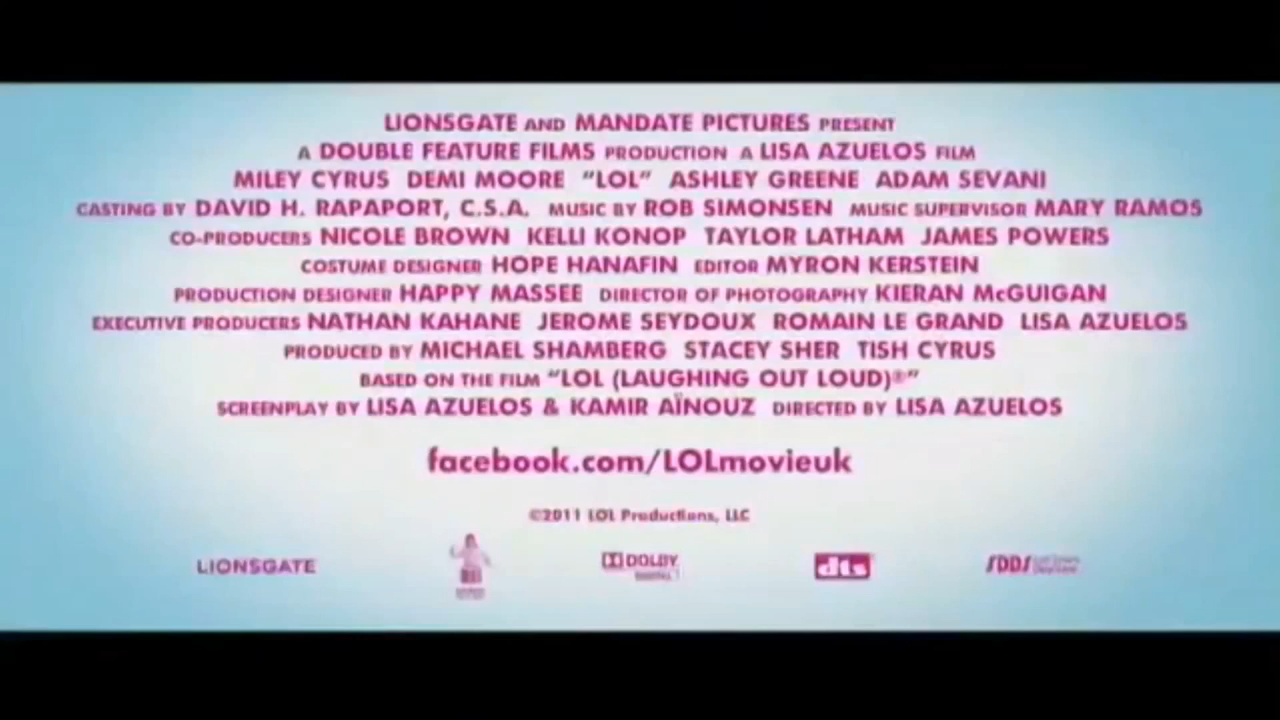 LIONSGATE AND MANDATE PICTURES PRESENT
A DOUBLE FEATURE FILMS PRODUCTION A LISA AZUELOS FILM
MILEY CYRUS DEMI MOORE “LOL” ASHLEY GREENE ADAM SEVANI
CASTING BY DAVID H. RAPAPORT, C.S.A. MUSIC BY ROB SIMONSEN MUSIC SUPERVISOR MARY RAMOS
CO-PRODUCERS NICOLE BROWN KELLI KONOP TAYLOR LATHAM JAMES POWERS
COSTUME DESIGNER HOPE HANAFIN EDITOR MYRON KERSTEIN
PRODUCTION DESIGNER HAPPY MASSEE DIRECTOR OF PHOTOGRAPHY KIERAN McGUIGAN
EXECUTIVE PRODUCERS NATHAN KAHANE JEROME SEYDOUX ROMAIN LE GRAND LISA AZUELOS
PRODUCED BY MICHAEL SHAMBERG STACEY SHER TISH CYRUS
BASED ON THE FILM “LOL (LAUGHING OUT LOUD)®”
SCREENPLAY BY LISA AZUELOS & KAMIR AÏNOUZ DIRECTED BY LISA AZUELOS
facebook.com/LOLmovieuk
©2011 LOL Productions, LLC
LIONSGATE DOLBY DIGITAL dts SDDS